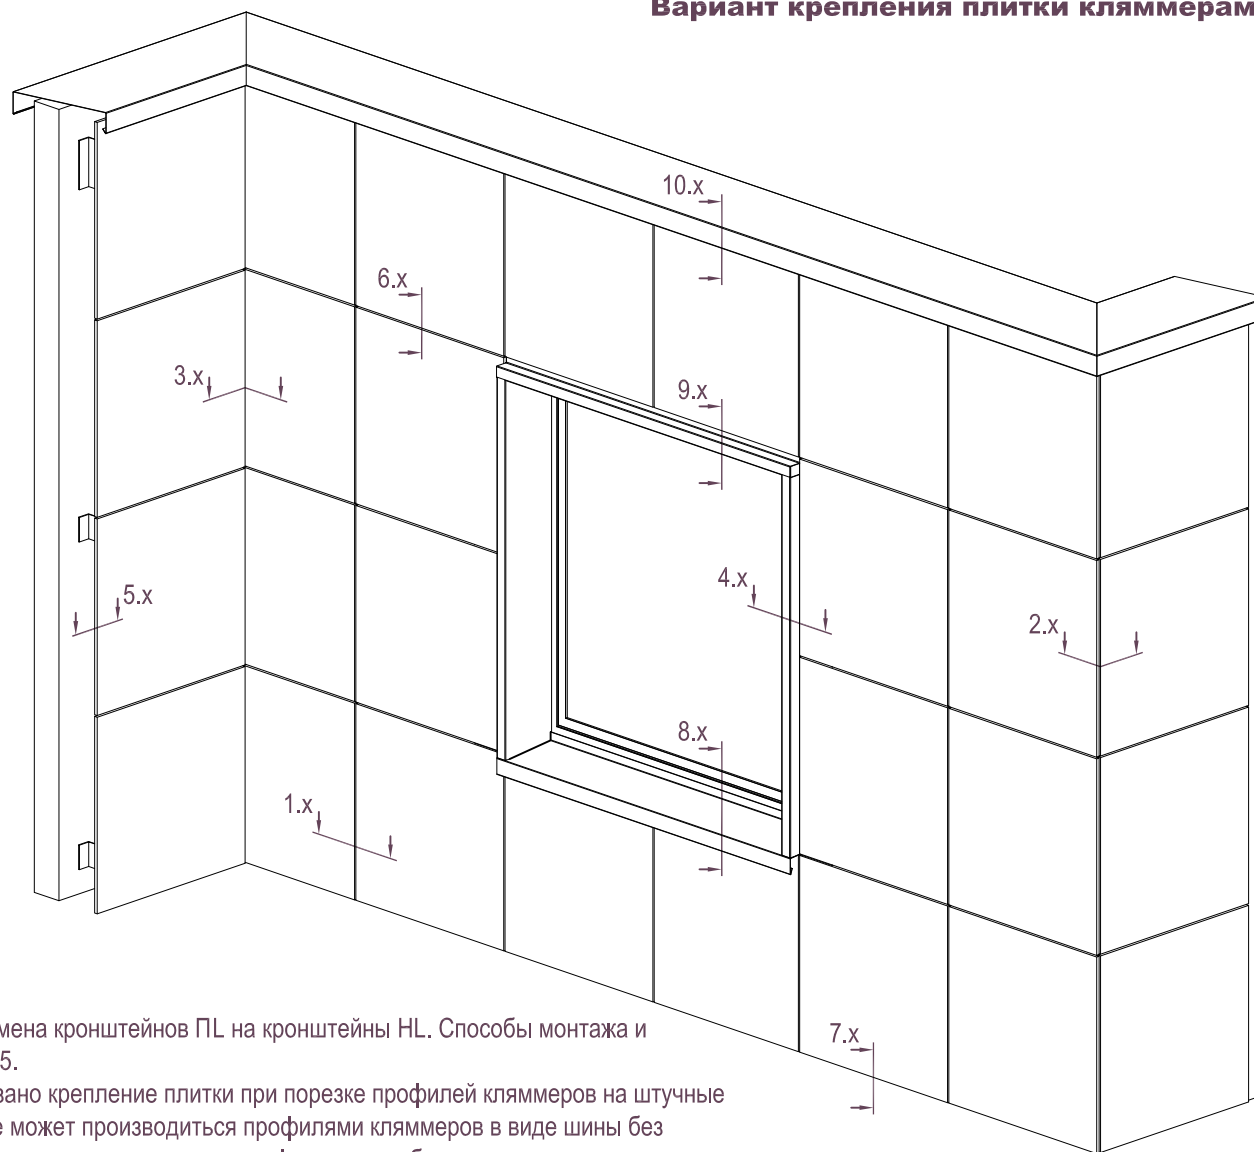 Вариант крепления плитки кляммерам
10.x
6.x
3.x
9.x
5.x
4.x
2.x
8.x
1.x
7.x
мена кронштейнов ПL на кронштейны HL. Способы монтажа и
5.
зано крепление плитки при порезке профилей кляммеров на штучные
е может производиться профилями кляммеров в виде шины без